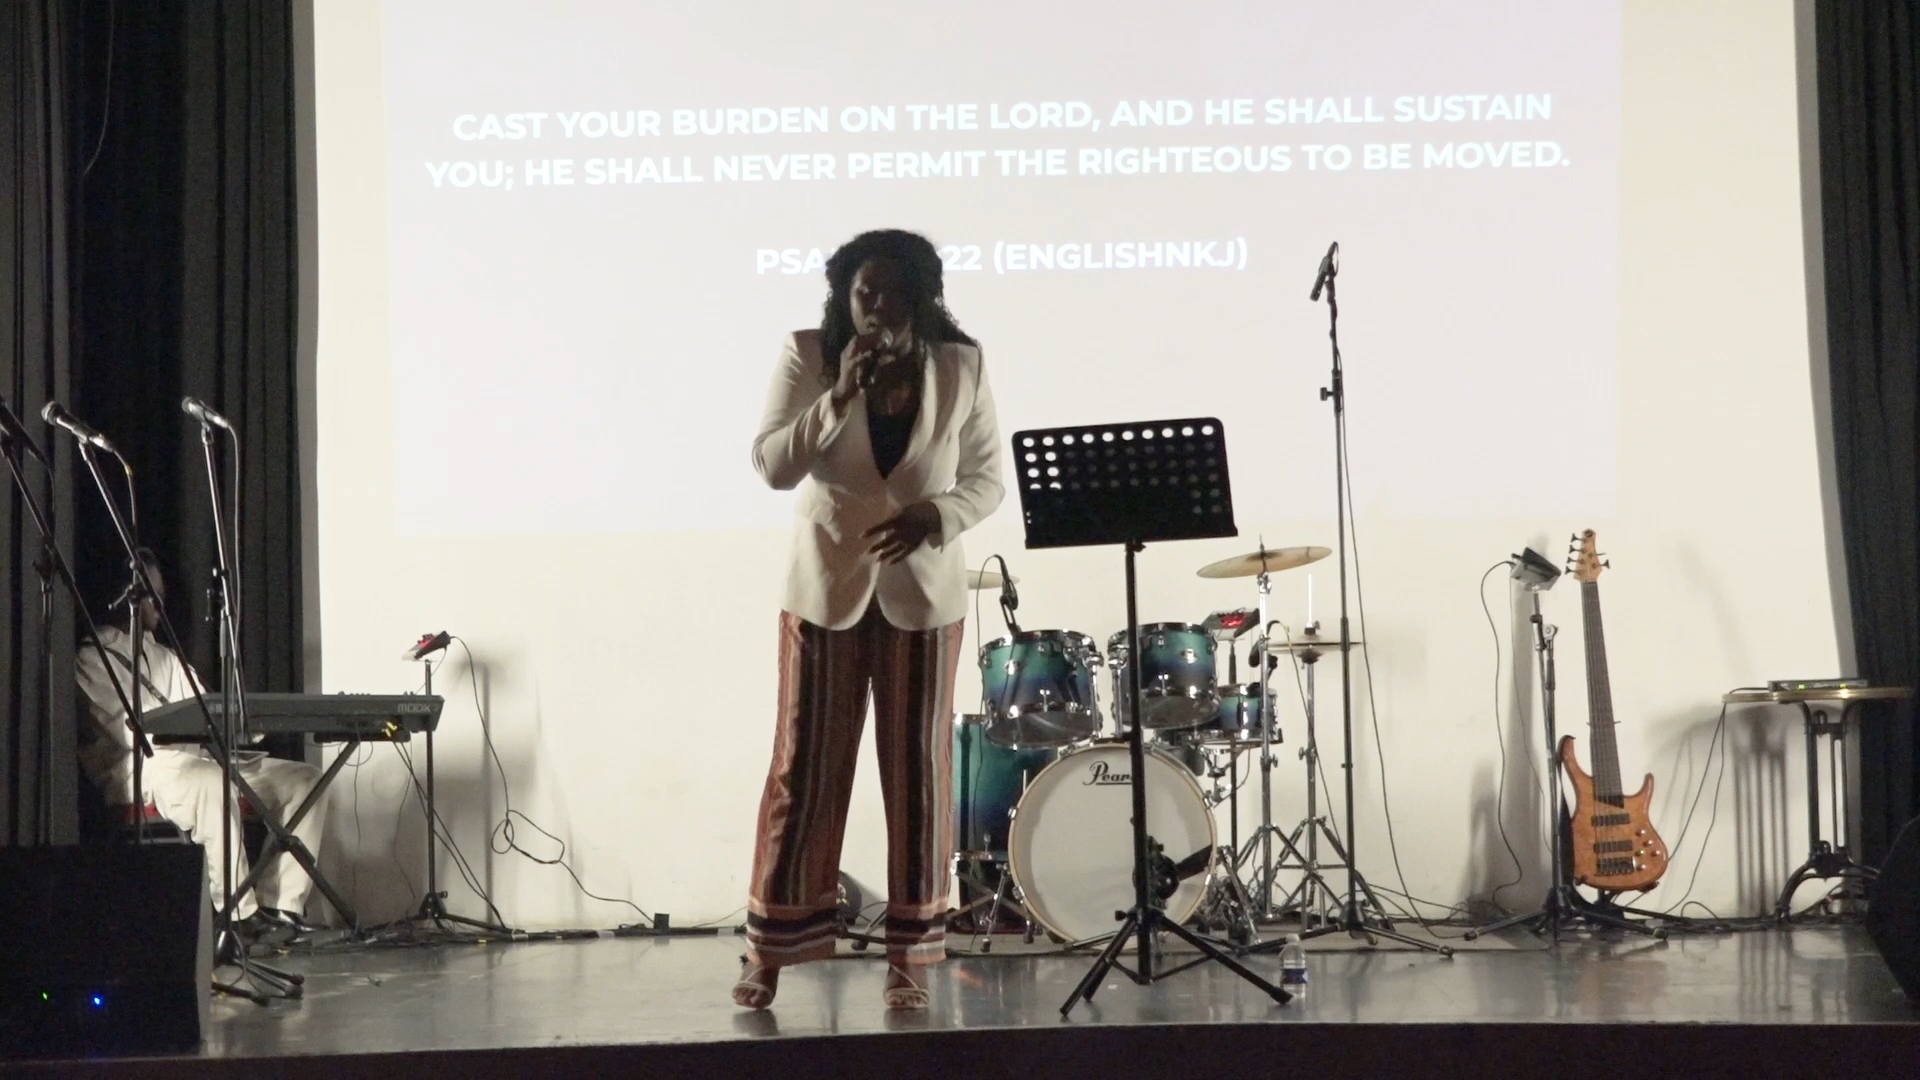 CAST YOUR BURDEN ON THE LORD, AND HE SHALL SUSTAIN
YOU; HE SHALL NEVER PERMIT THE RIGHTEOUS TO BE MOVED.
22 (ENGLISHNKJ)
MODX